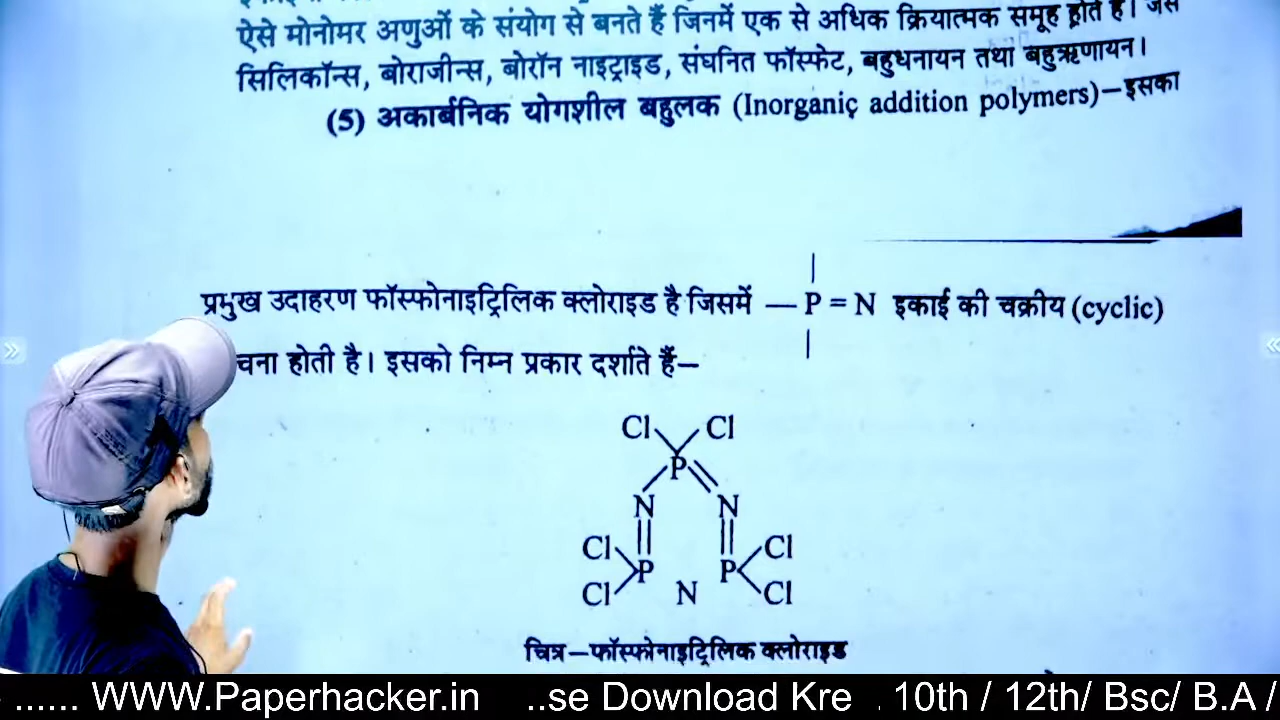 ऐसे मोनोमर अणुओं के संयोग से बनते हैं जिनमें एक से अधिक क्रियात्मक समूह होते हैं। जैसे
सिलिकॉन्स, बोराजीन्स, बोरॉन नाइट्राइड, संघनित फॉस्फेट, बहुधनायन तथा बहुऋणायन।
(5) अकार्बनिक योगशील बहुलक (Inorganic addition polymers)–इसका
प्रमुख उदाहरण फॉस्फोनाइट्रिलिक क्लोराइड है जिसमें — P = N इकाई की चक्रीय (cyclic)
चना होती है। इसको निम्न प्रकार दर्शाते हैं–
Cl Cl
P
N N
Cl Cl
P P
Cl N Cl
चित्र–फॉस्फोनाइट्रिलिक क्लोराइड
...... WWW.Paperhacker.in ..se Download Kre . 10th / 12th/ Bsc/ B.A /